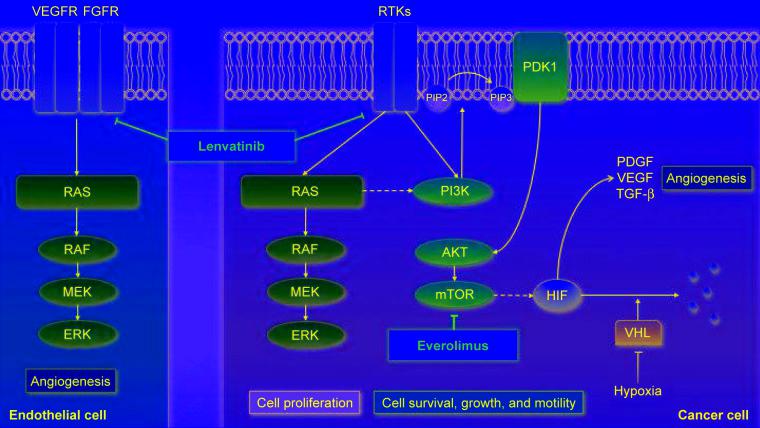 VEGFR FGFR
RTKs
PDK1
PIP2
PIP3
Lenvatinib
PDGF
VEGF
TGF-β
Angiogenesis
RAS
RAS
PI3K
RAF
RAF
AKT
MEK
MEK
mTOR
HIF
ERK
ERK
Everolimus
VHL
Angiogenesis
Hypoxia
Cell proliferation
Cell survival, growth, and motility
Endothelial cell
Cancer cell